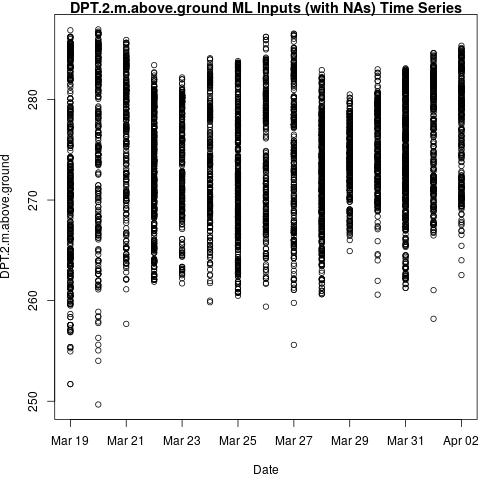 DPT.2.m.above.ground ML Inputs (with NAs) Time Series
DPT.2.m.above.ground
280
270
260
250
Mar 19
Mar 21
Mar 23
Mar 25
Mar 27
Mar 29
Mar 31
Apr 02
Date